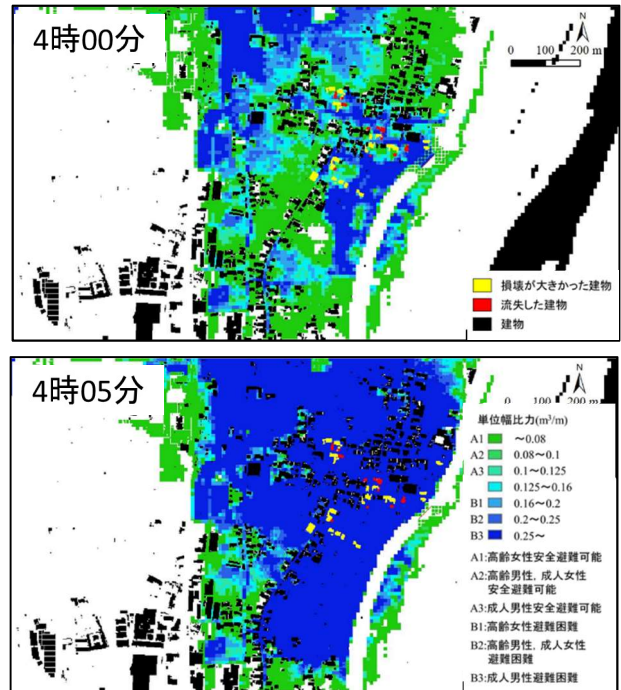 4時00分
N
0 100 200 m
損壊が大きかった建物
流失した建物
建物
4時05分
N
0 100 200 m
単位幅比力(m³/m)
A1 ~0.08
A2 0.08~0.1
A3 0.1~0.125
0.125~0.16
B1 0.16~0.2
B2 0.2~0.25
B3 0.25~
A1:高齢女性安全避難可能
A2:高齢男性, 成人女性
安全避難可能
A3:成人男性安全避難可能
B1:高齢女性避難困難
B2:高齢男性, 成人女性
避難困難
B3:成人男性避難困難